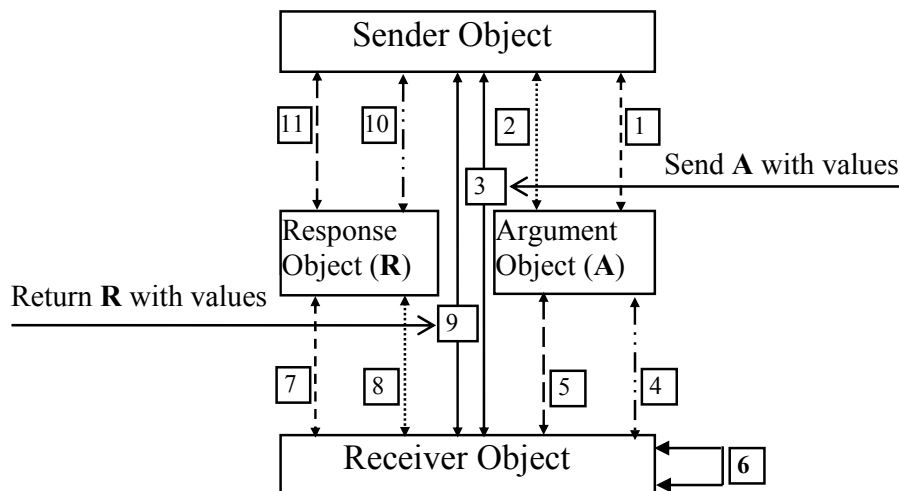 Sender Object
11
10
2
1
3
Send A with values
Response
Object (R)
Argument
Object (A)
Return R with values
9
7
8
5
4
Receiver Object
6